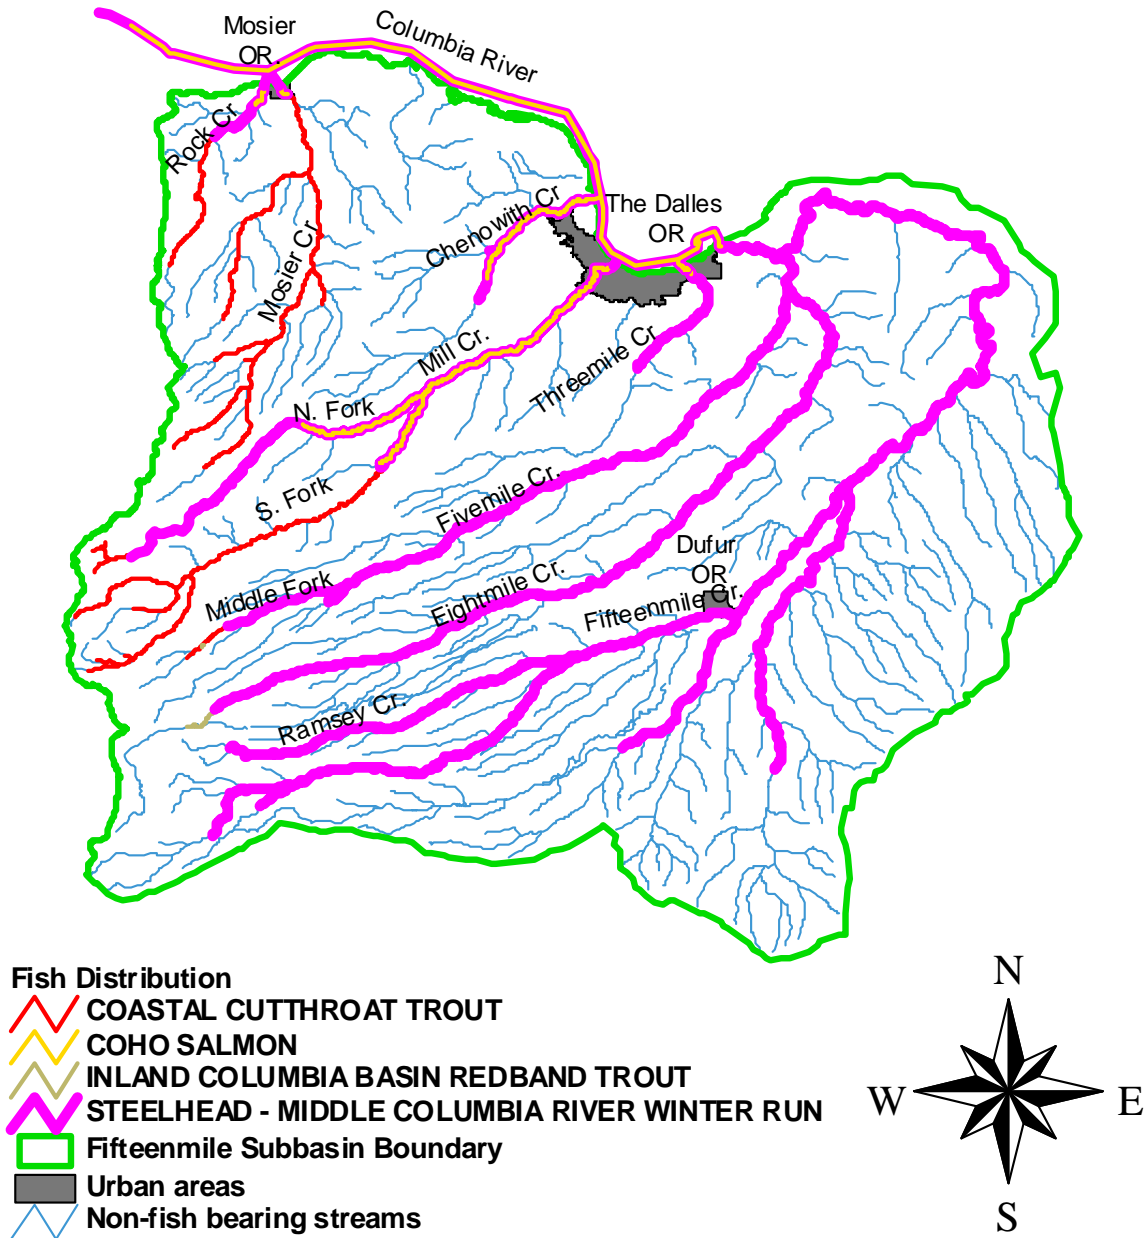 Mosier
OR.
Columbia River
Rock Cr
Mosier Cr
Chenowith Cr
The Dalles
OR
Mill Cr.
Threemile Cr
N. Fork
S. Fork
Fivemile Cr.
Middle Fork
Eightmile Cr.
Dufur
OR
Fifteenmile Cr.
Ramsey Cr.
Fish Distribution
COASTAL CUTTHROAT TROUT
COHO SALMON
INLAND COLUMBIA BASIN REDBAND TROUT
STEELHEAD - MIDDLE COLUMBIA RIVER WINTER RUN
Fifteenmile Subbasin Boundary
Urban areas
Non-fish bearing streams
N
W
E
S